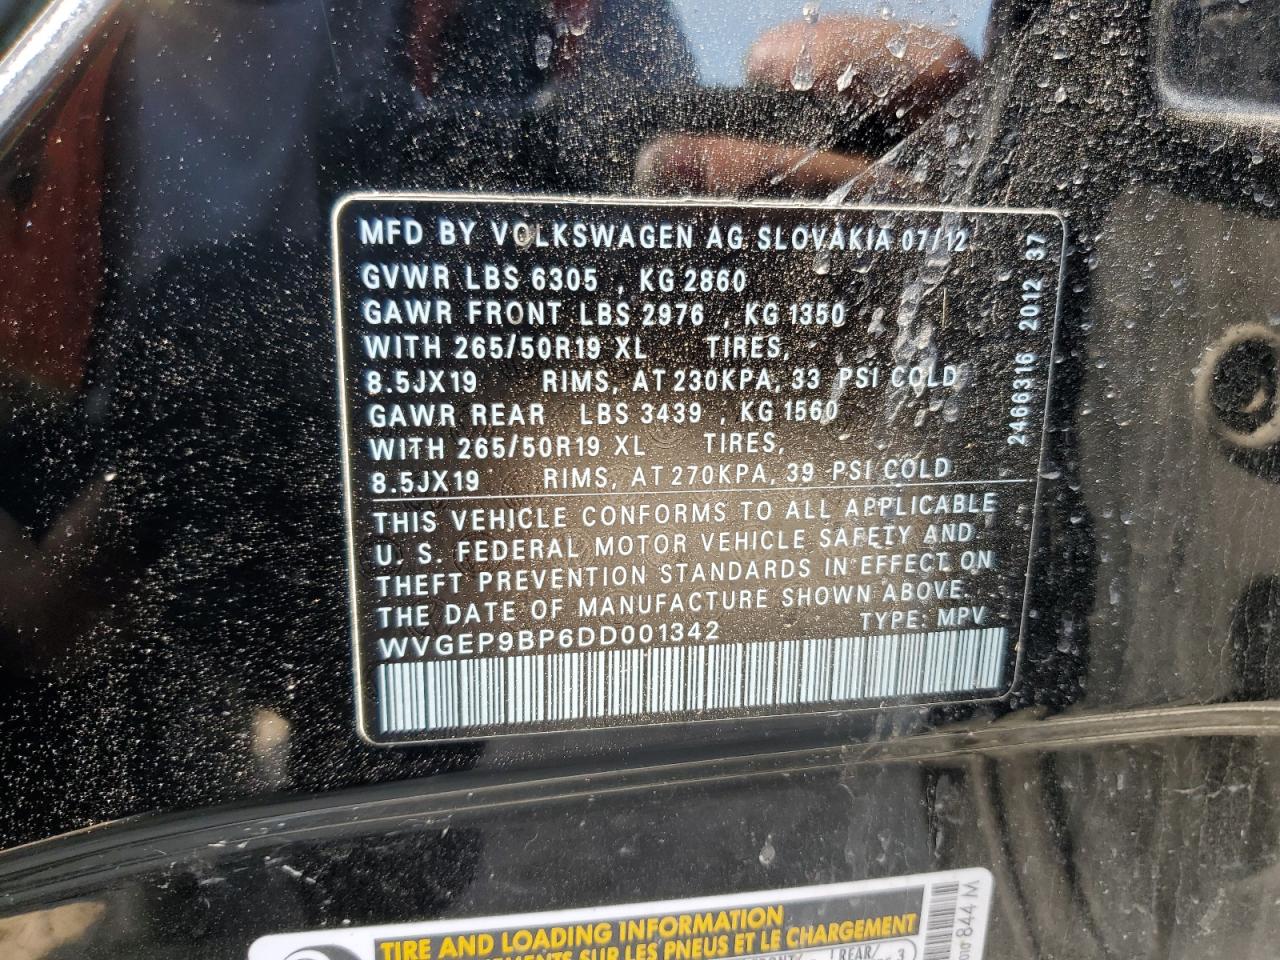 MFD BY VOLKSWAGEN AG SLOVAKIA 07/12
GVWR LBS 6305 , KG 2860
GAWR FRONT LBS 2976 , KG 1350
WITH 265/50R19 XL TIRES,
8.5JX19 RIMS, AT 230KPA, 33 PSI COLD
GAWR REAR LBS 3439 , KG 1560
WITH 265/50R19 XL TIRES,
8.5JX19 RIMS, AT 270KPA, 39 PSI COLD
THIS VEHICLE CONFORMS TO ALL APPLICABLE
U. S. FEDERAL MOTOR VEHICLE SAFETY AND
THEFT PREVENTION STANDARDS IN EFFECT ON
THE DATE OF MANUFACTURE SHOWN ABOVE.
WVGEP9BP6DD001342 TYPE: MPV
24666316 2012 37
TIRE AND LOADING INFORMATION
SUR LES PNEUS ET LE CHARGEMENT
REAR/
3
844 M